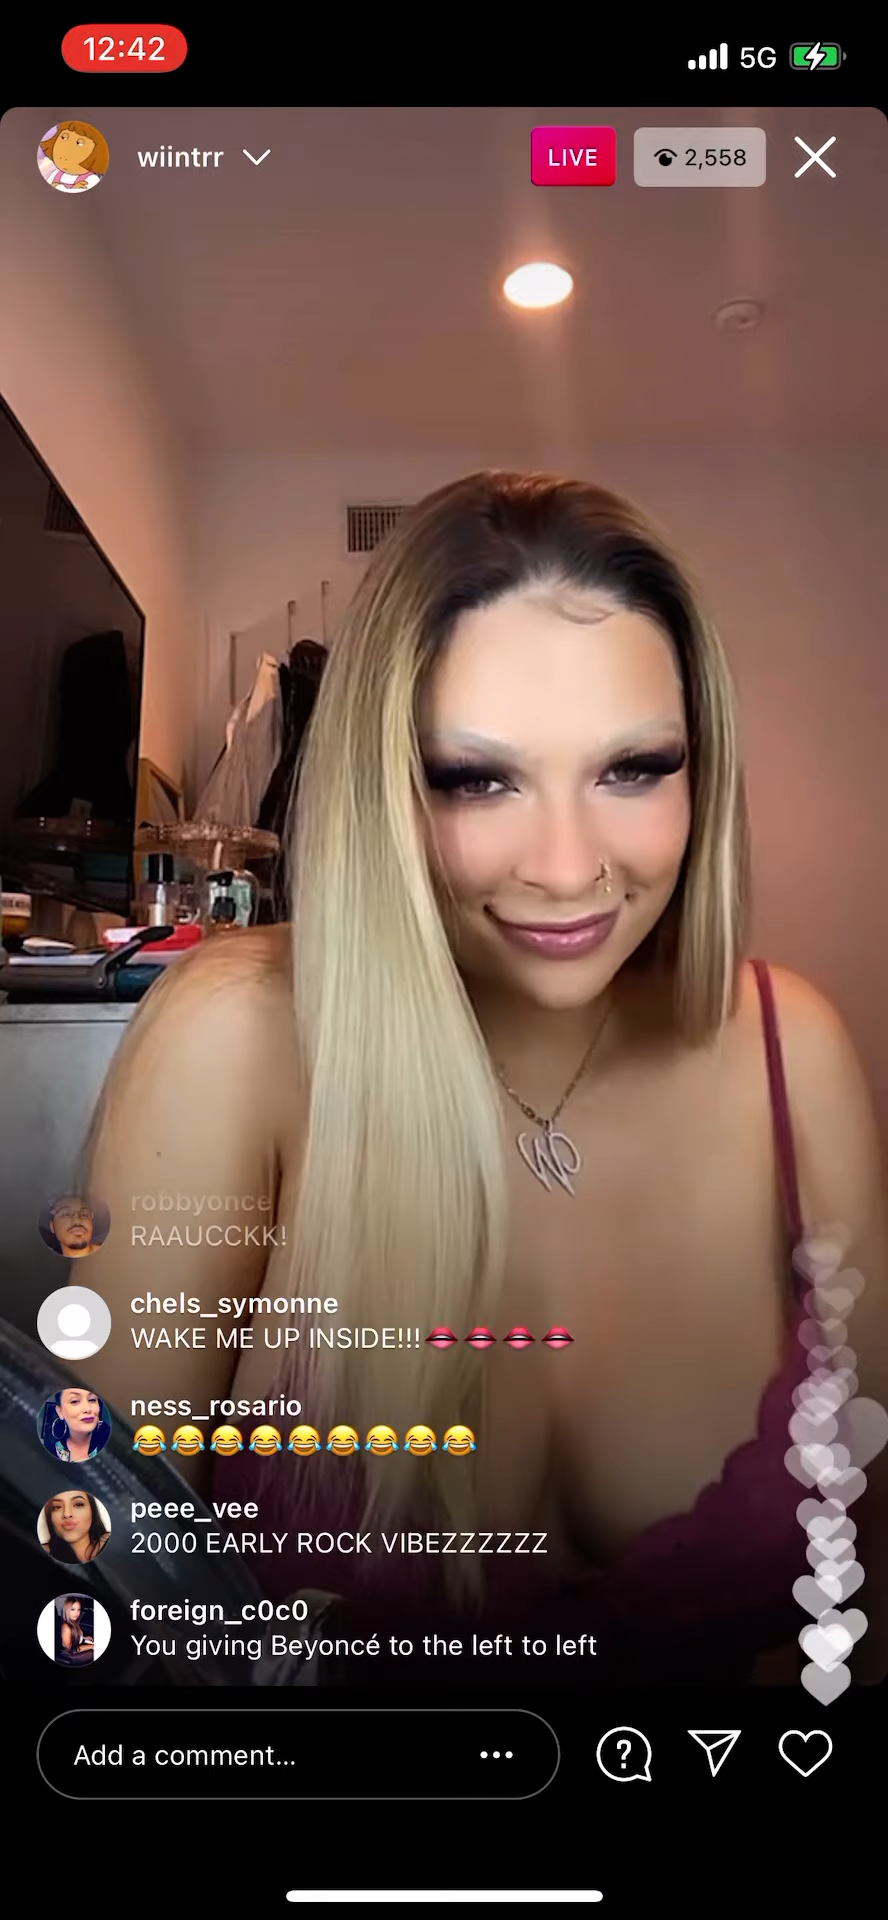 12:42
5G
wiintrr
LIVE
2,558
robbyonce
RAAUCCKK!
chels_symonne
WAKE ME UP INSIDE!!!👄👄👄👄
ness_rosario
😂😂😂😂😂😂😂😂😂
peee_vee
2000 EARLY ROCK VIBEZZZZZZ
foreign_c0c0
You giving Beyoncé to the left to left
Add a comment...